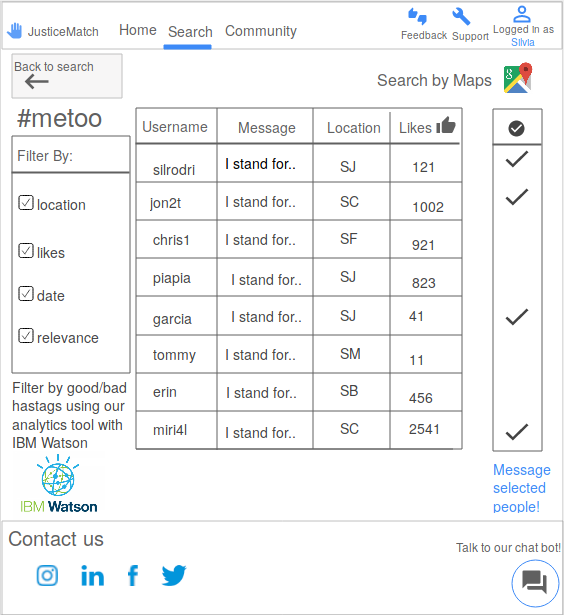 JusticeMatch
Home
Search
Community
Feedback
Support
Logged in as
Silvia
Back to search
Search by Maps
#metoo
Filter By:
location
likes
date
relevance
Username Message Location Likes
silrodri I stand for.. SJ 121
jon2t I stand for.. SC 1002
chris1 I stand for.. SF 921
piapia I stand for.. SJ 823
garcia I stand for.. SJ 41
tommy I stand for.. SM 11
erin I stand for.. SB 456
miri4l I stand for.. SC 2541
Filter by good/bad
hastags using our
analytics tool with
IBM Watson
IBM Watson
Message
selected
people!
Contact us
Talk to our chat bot!